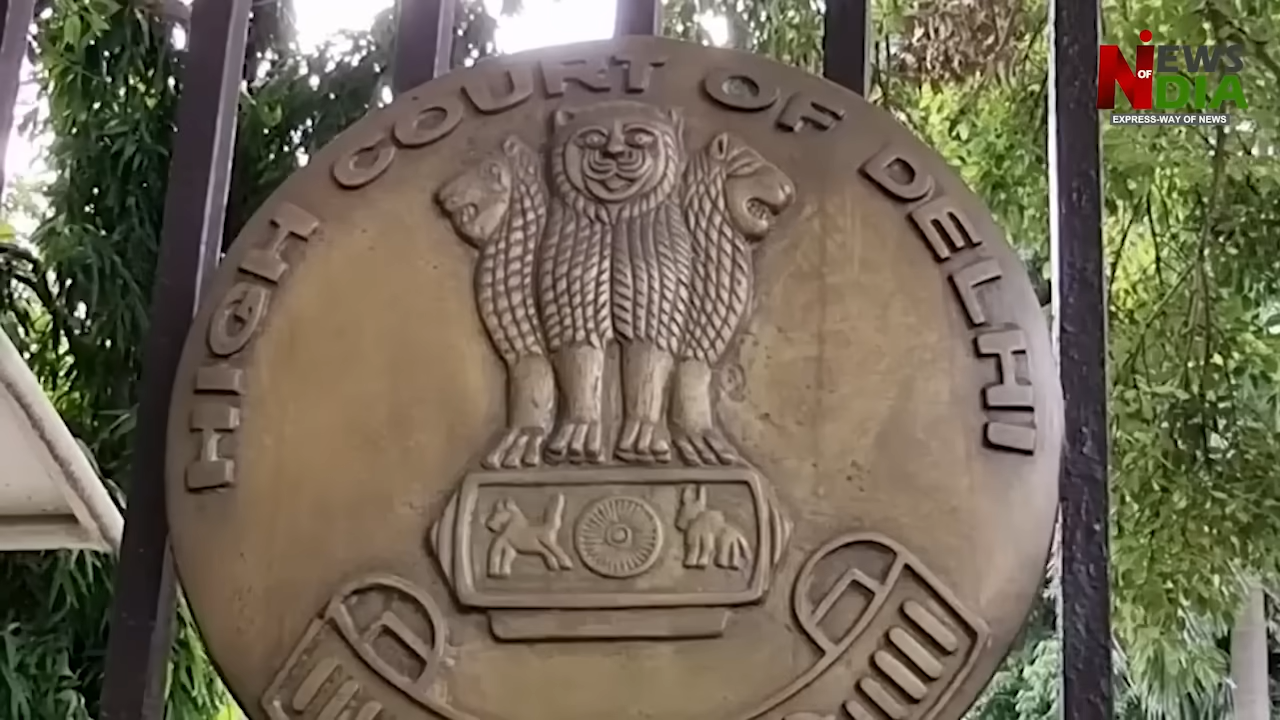 HIGH COURT OF DELHI
NEWS
OF
INDIA
EXPRESS-WAY OF NEWS